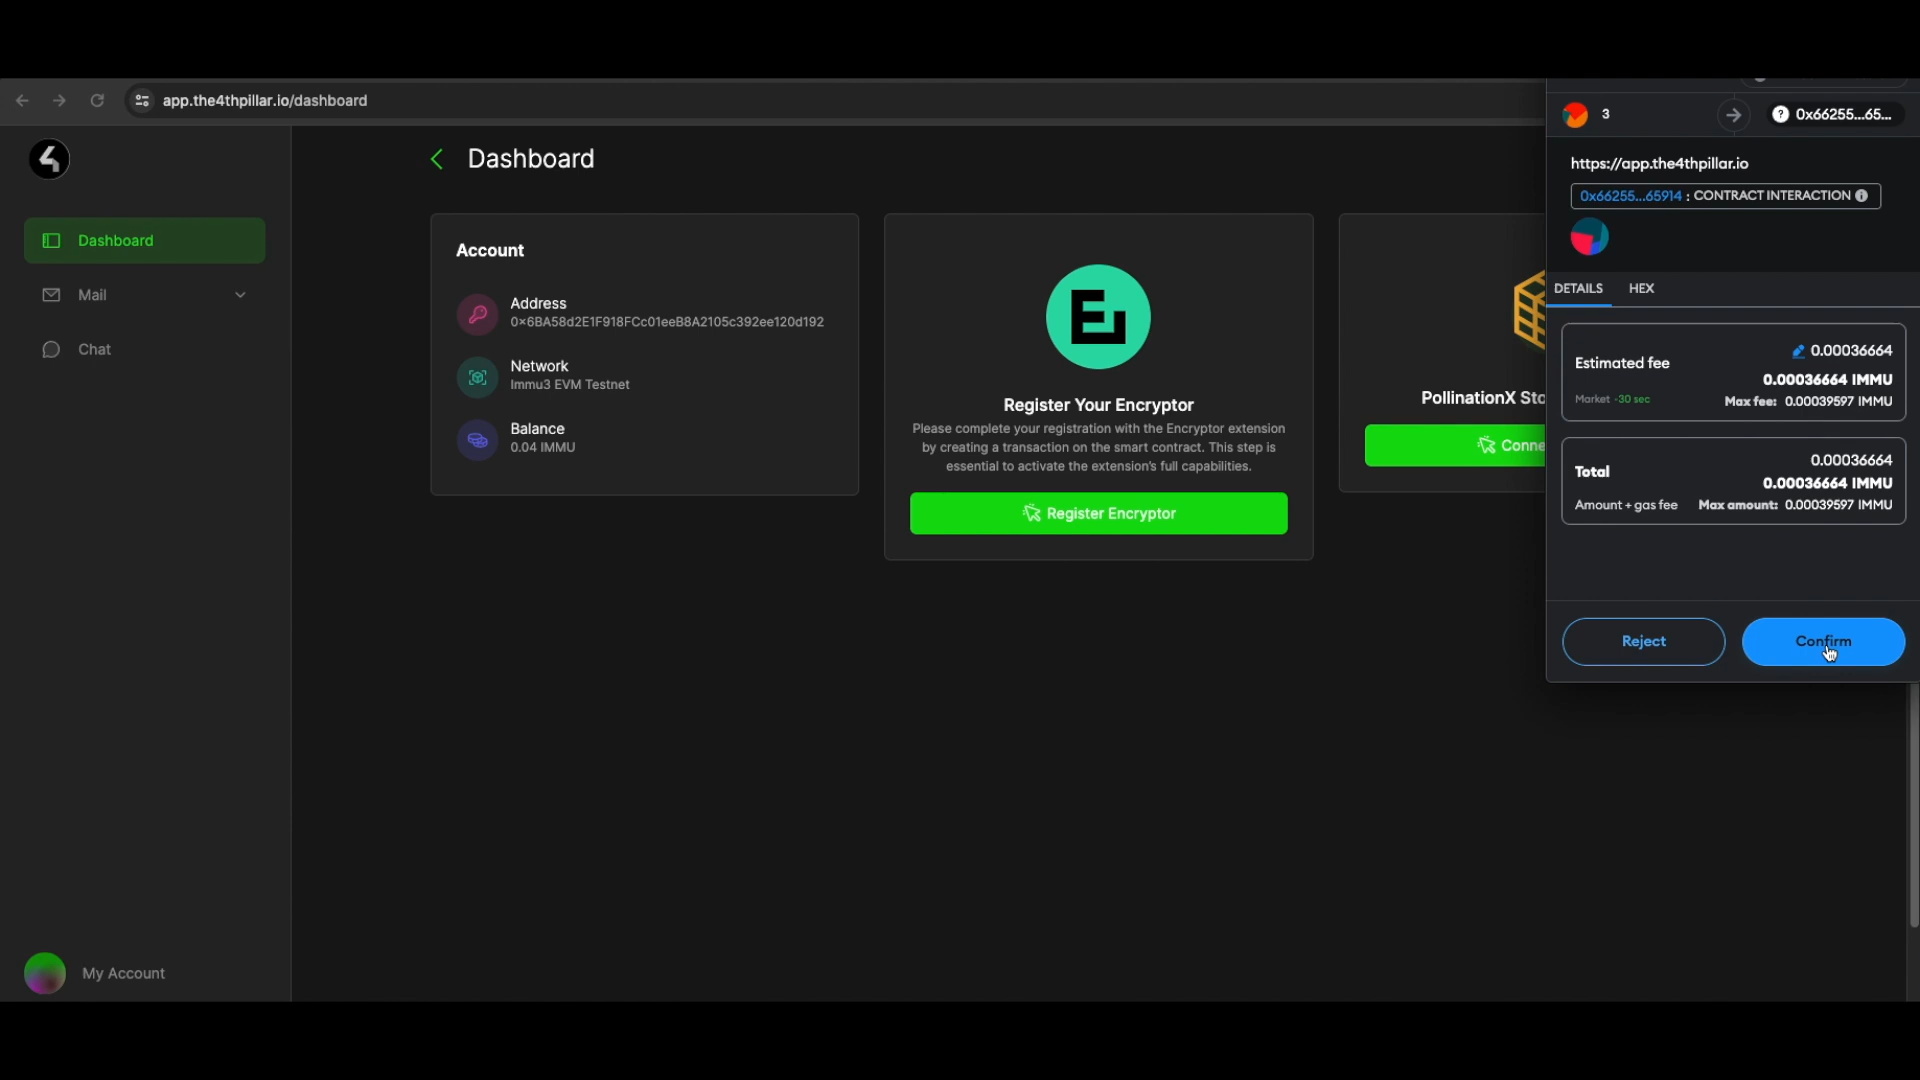 app.the4thpillar.io/dashboard
Dashboard
Mail
Chat
My Account
Dashboard
Account
Address
0×6BA58d2E1F918FCc01eeB8A2105c392ee120d192
Network
Immu3 EVM Testnet
Balance
0.04 IMMU
Register Your Encryptor
Please complete your registration with the Encryptor extension
by creating a transaction on the smart contract. This step is
essential to activate the extension's full capabilities.
Register Encryptor
PollinationX Sto
Conne
3
0x66255...65...
https://app.the4thpillar.io
0x66255...65914 : CONTRACT INTERACTION
DETAILS HEX
Estimated fee
0.00036664
0.00036664 IMMU
Market ~30 sec
Max fee: 0.00039597 IMMU
Total
0.00036664
0.00036664 IMMU
Amount + gas fee
Max amount: 0.00039597 IMMU
Reject
Confirm